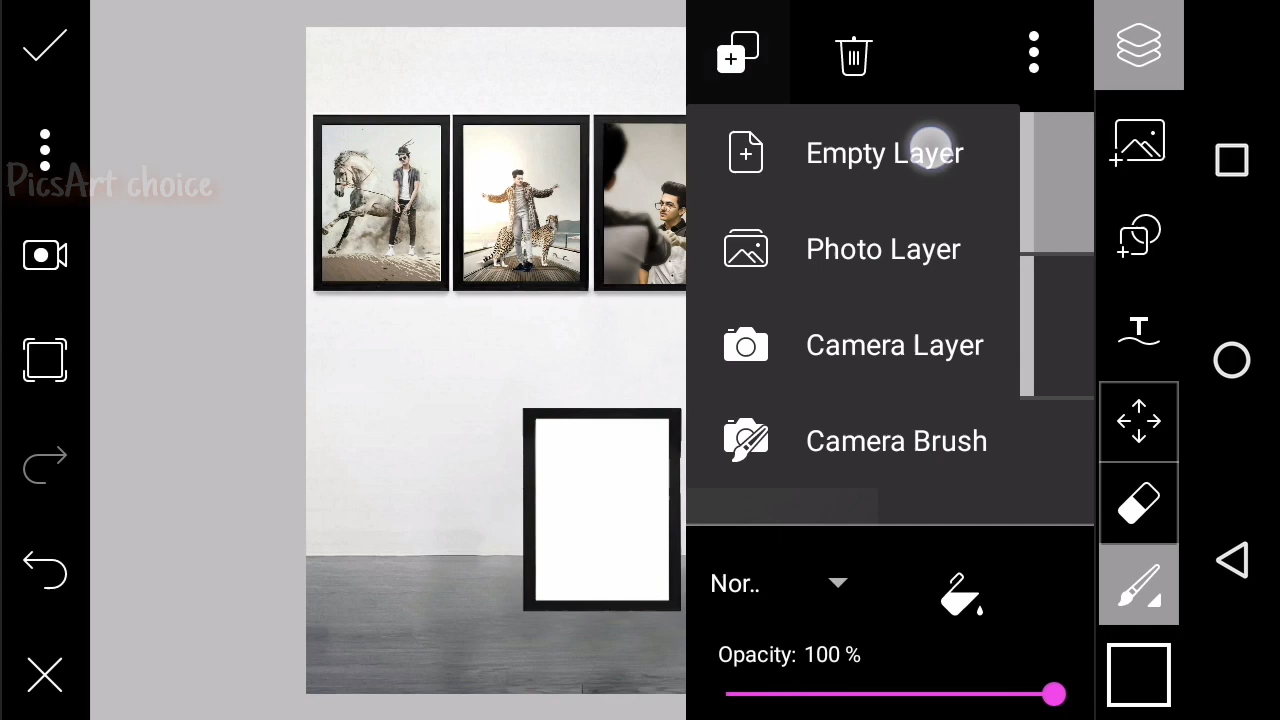 PicsArt choice
Empty Layer
Photo Layer
Camera Layer
Camera Brush
Nor..
Opacity: 100 %
T